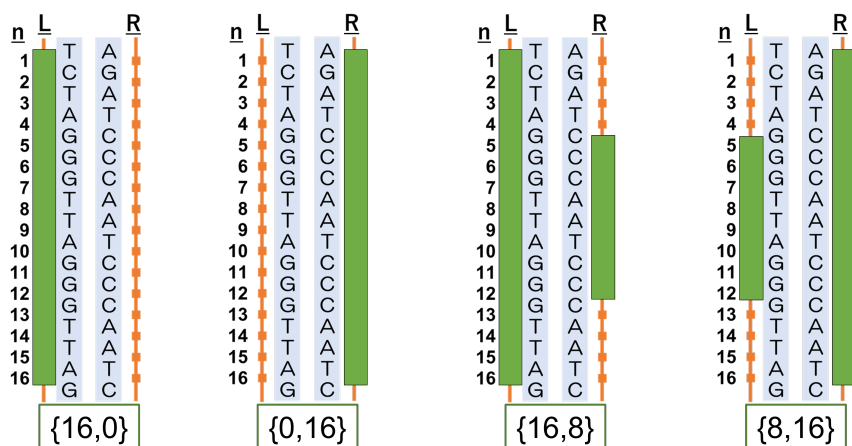 n L R n L R n L R n L R
T A T A T A T A
1 1 1 1
C G C G C G C G
2 2 2 2
T A T A T A T A
3 3 3 3
A T A T A T A T
4 4 4 4
G C G C G C G C
5 5 5 5
G C G C G C G C
6 6 6 6
G C G C G C G C
7 7 7 7
T A T A T A T A
8 8 8 8
T A T A T A T A
9 9 9 9
A T A T A T A T
10 10 10 10
G C G C G C G C
11 11 11 11
G C G C G C G C
12 12 12 12
G C G C G C G C
13 13 13 13
T A T A T A T A
14 14 14 14
T A T A T A T A
15 15 15 15
A T A T A T A T
16 16 16 16
G C G C G C G C
{16,0} {0,16} {16,8} {8,16}